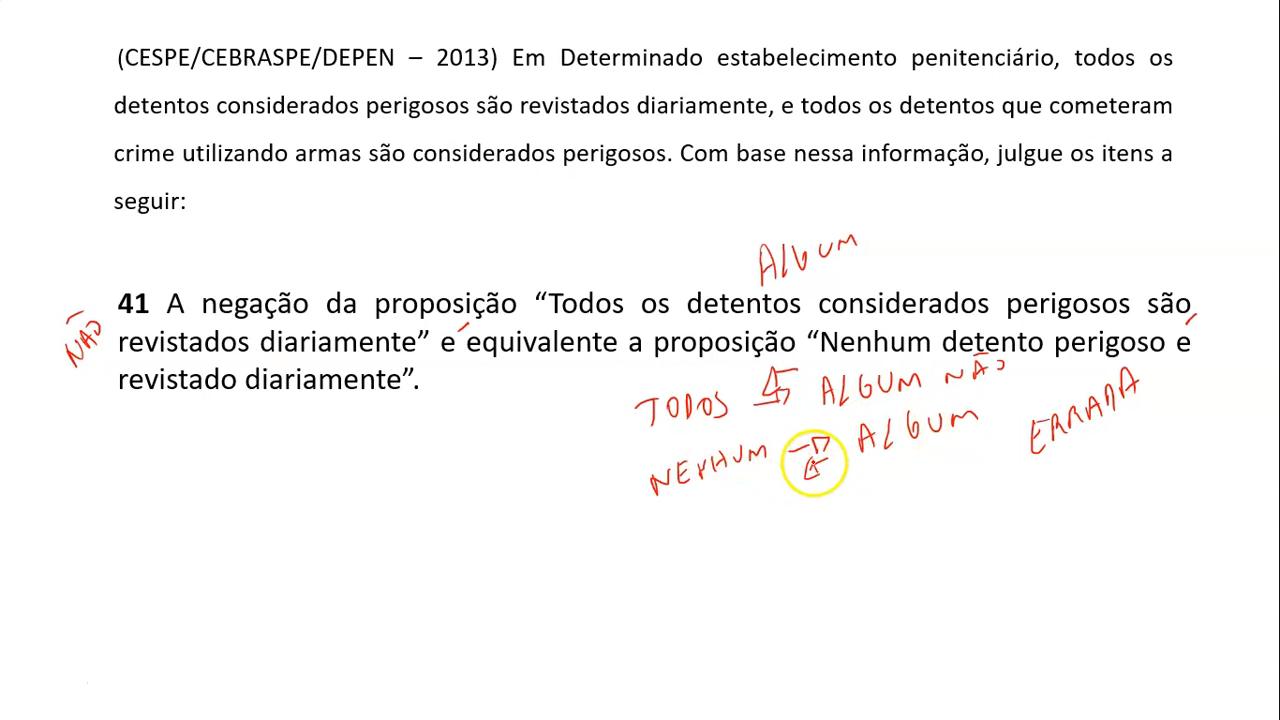 (CESPE/CEBRASPE/DEPEN – 2013) Em Determinado estabelecimento penitenciário, todos os
detentos considerados perigosos são revistados diariamente, e todos os detentos que cometeram
crime utilizando armas são considerados perigosos. Com base nessa informação, julgue os itens a
seguir:
ALGUM
41 A negação da proposição “Todos os detentos considerados perigosos são
NÃO
revistados diariamente” é equivalente a proposição “Nenhum detento perigoso é
revistado diariamente”.
TODOS ALGUM NÃO
NENHUM ALGUM
ERRADA